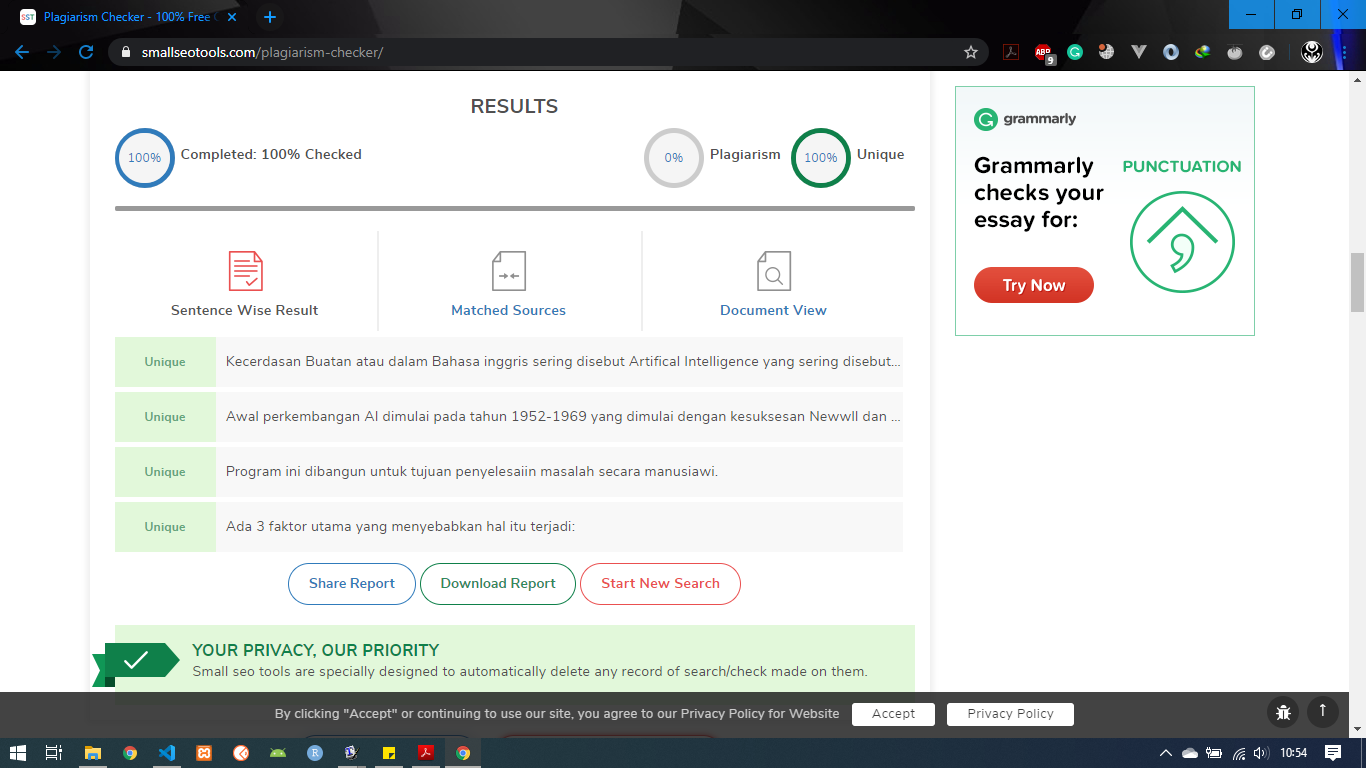 Plagiarism Checker - 100% Free
smallseotools.com/plagiarism-checker/
ABP
9
RESULTS
100%
Completed: 100% Checked
0%
Plagiarism
100%
Unique
Sentence Wise Result
Matched Sources
Document View
Unique
Kecerdasan Buatan atau dalam Bahasa inggris sering disebut Artifical Intelligence yang sering disebut...
Unique
Awal perkembangan AI dimulai pada tahun 1952-1969 yang dimulai dengan kesuksesan Newwll dan ...
Unique
Program ini dibangun untuk tujuan penyelesaiin masalah secara manusiawi.
Unique
Ada 3 faktor utama yang menyebabkan hal itu terjadi:
Share Report
Download Report
Start New Search
YOUR PRIVACY, OUR PRIORITY
Small seo tools are specially designed to automatically delete any record of search/check made on them.
By clicking "Accept" or continuing to use our site, you agree to our Privacy Policy for Website
Accept
Privacy Policy
grammarly
Grammarly
checks your
essay for:
PUNCTUATION
Try Now
10:54